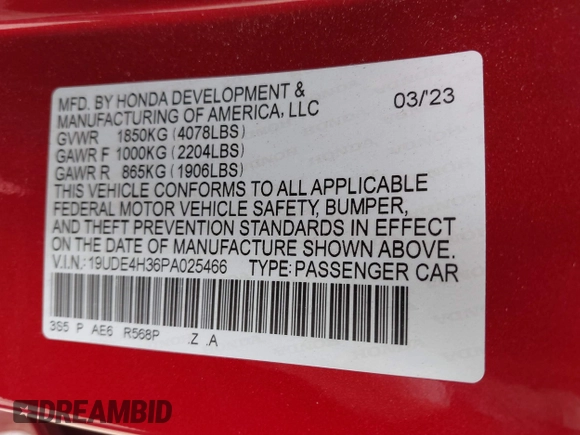 MFD. BY HONDA DEVELOPMENT &
MANUFACTURING OF AMERICA, LLC 03/'23
GVWR 1850KG (4078LBS)
GAWR F 1000KG (2204LBS)
GAWR R 865KG (1906LBS)
THIS VEHICLE CONFORMS TO ALL APPLICABLE
FEDERAL MOTOR VEHICLE SAFETY, BUMPER,
AND THEFT PREVENTION STANDARDS IN EFFECT
ON THE DATE OF MANUFACTURE SHOWN ABOVE.
V.I.N.:19UDE4H36PA025466 TYPE:PASSENGER CAR
3S5 P AE6 R568P .Z .A
DREAMBID